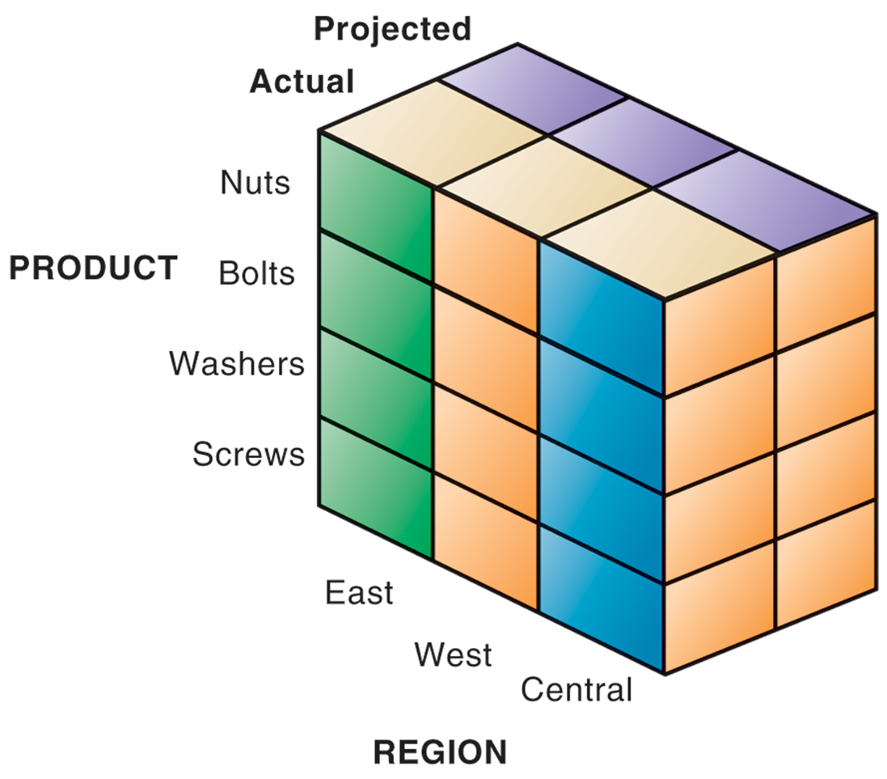 Projected
Actual
Nuts
PRODUCT
Bolts
Washers
Screws
East
West
Central
REGION